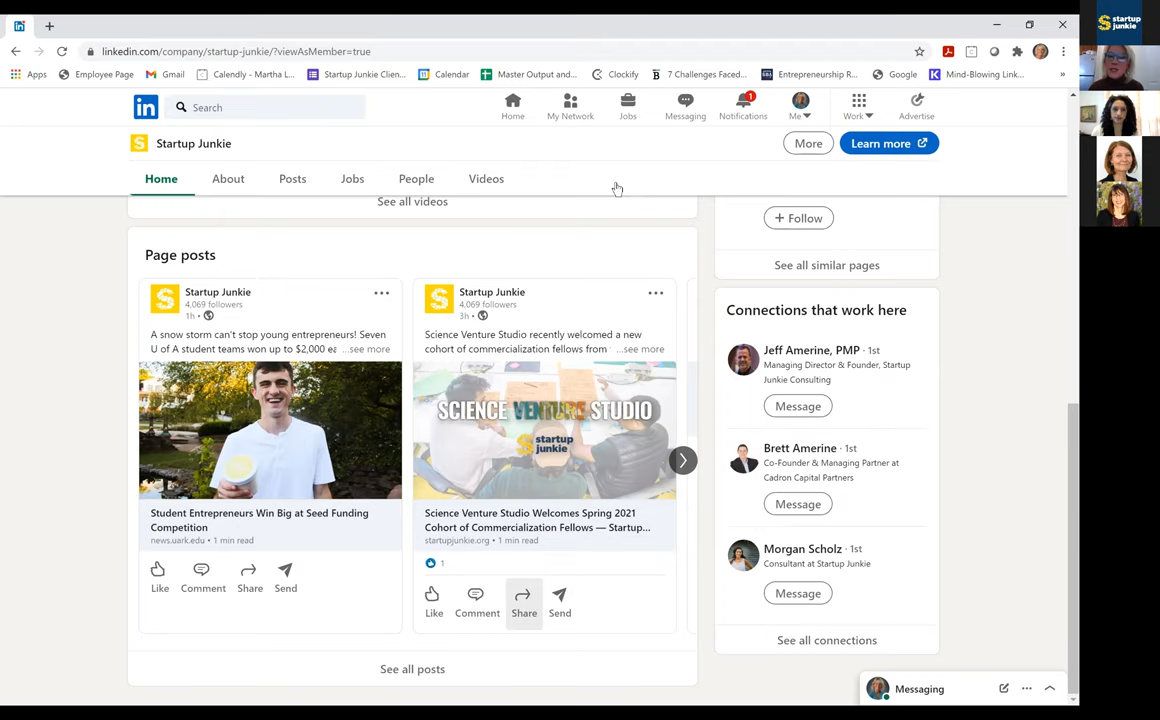 linkedin.com/company/startup-junkie/?viewAsMember=true
Apps
Employee Page
Gmail
Calendly - Martha L...
Startup Junkie Clien...
Calendar
Master Output and...
Clockify
7 Challenges Faced...
Entrepreneurship R...
Google
Mind-Blowing Link...
»
startup
junkie
in
Search
Home
My Network
Jobs
Messaging
1
Notifications
Me
Work
Advertise
S
Startup Junkie
More
Learn more
Home
About
Posts
Jobs
People
Videos
See all videos
+ Follow
See all similar pages
Page posts
S
Startup Junkie
4,069 followers
1h •
A snow storm can't stop young entrepreneurs! Seven
U of A student teams won up to $2,000 ea ...see more
Student Entrepreneurs Win Big at Seed Funding
Competition
news.uark.edu • 1 min read
Like
Comment
Share
Send
S
Startup Junkie
4,069 followers
3h •
Science Venture Studio recently welcomed a new
cohort of commercialization fellows from ...see more
SCIENCE VENTURE STUDIO
startup
junkie
Science Venture Studio Welcomes Spring 2021
Cohort of Commercialization Fellows — Startup...
startupjunkie.org • 1 min read
1
Like
Comment
Share
Send
See all posts
Connections that work here
Jeff Amerine, PMP · 1st
Managing Director & Founder, Startup
Junkie Consulting
Message
Brett Amerine · 1st
Co-Founder & Managing Partner at
Cadron Capital Partners
Message
Morgan Scholz · 1st
Consultant at Startup Junkie
Message
See all connections
Messaging